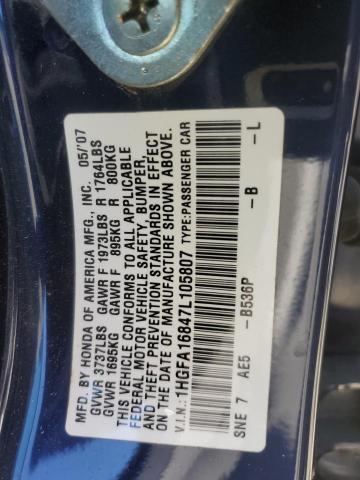 MFD. BY HONDA OF AMERICA MFG., INC. 05/'07
GVWR 3737LBS GAWR F 1973LBS R 1764LBS
GVWR 1695KG GAWR F 895KG R 800KG
THIS VEHICLE CONFORMS TO ALL APPLICABLE
FEDERAL MOTOR VEHICLE SAFETY, BUMPER,
AND THEFT PREVENTION STANDARDS IN EFFECT
ON THE DATE OF MANUFACTURE SHOWN ABOVE.
V.I.N.: 1HGFA16847L105807 TYPE: PASSENGER CAR
SNE 7 AE5 -B536P -B -L